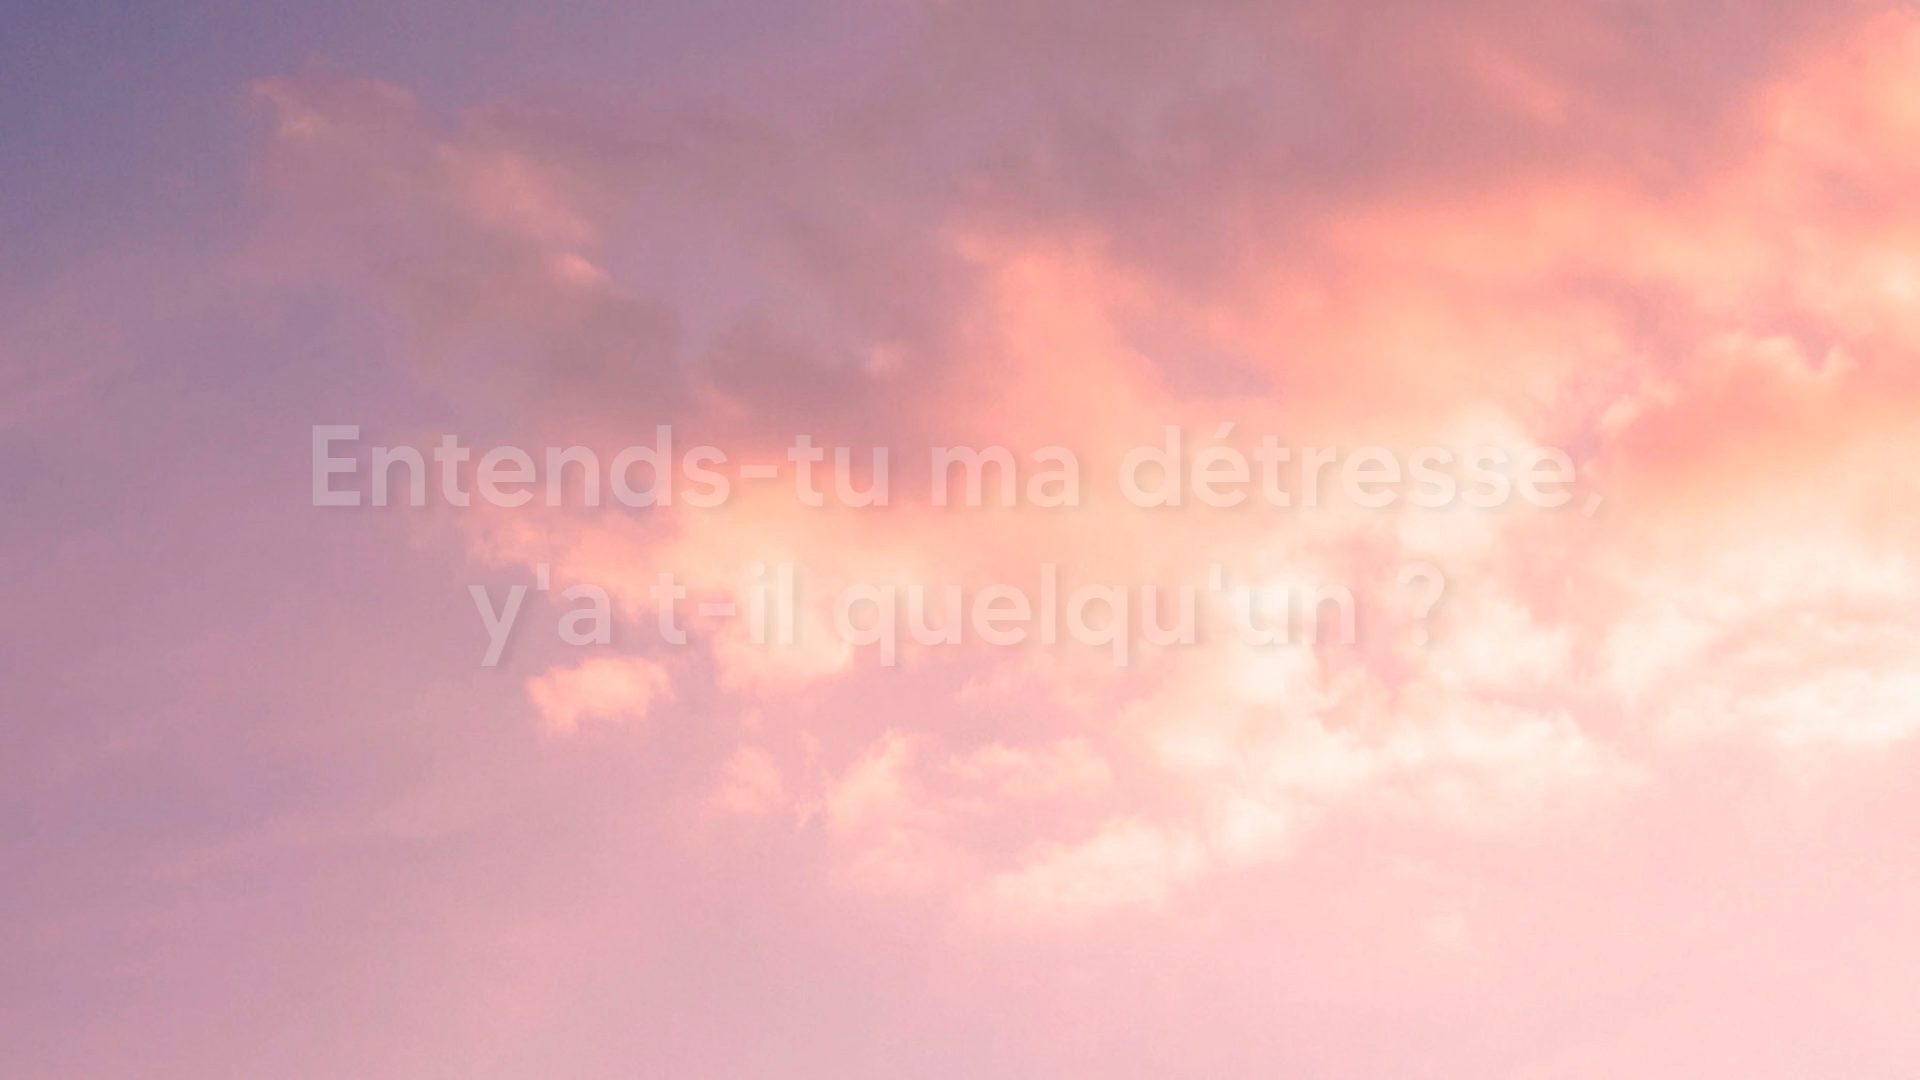 Entends-tu ma détresse,
y'a t-il quelqu'un ?